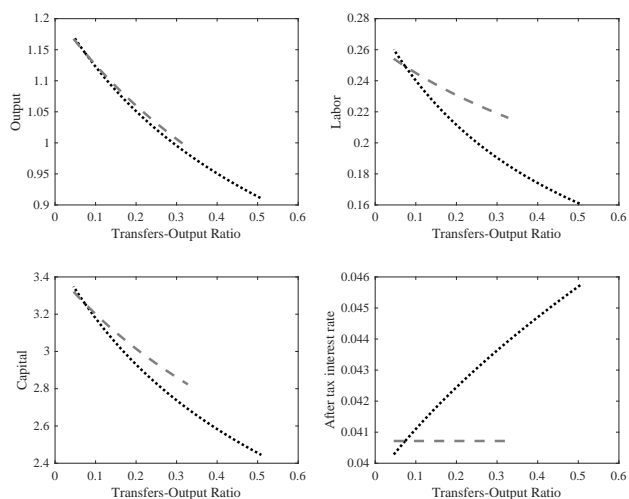 1.2
1.15
1.1
1.05
1
0.95
0.9
Output
0 0.1 0.2 0.3 0.4 0.5 0.6
Transfers-Output Ratio
0.28
0.26
0.24
0.22
0.2
0.18
0.16
Labor
0 0.1 0.2 0.3 0.4 0.5 0.6
Transfers-Output Ratio
3.4
3.2
3
2.8
2.6
2.4
Capital
0 0.1 0.2 0.3 0.4 0.5 0.6
Transfers-Output Ratio
0.046
0.045
0.044
0.043
0.042
0.041
0.04
After tax interest rate
0 0.1 0.2 0.3 0.4 0.5 0.6
Transfers-Output Ratio